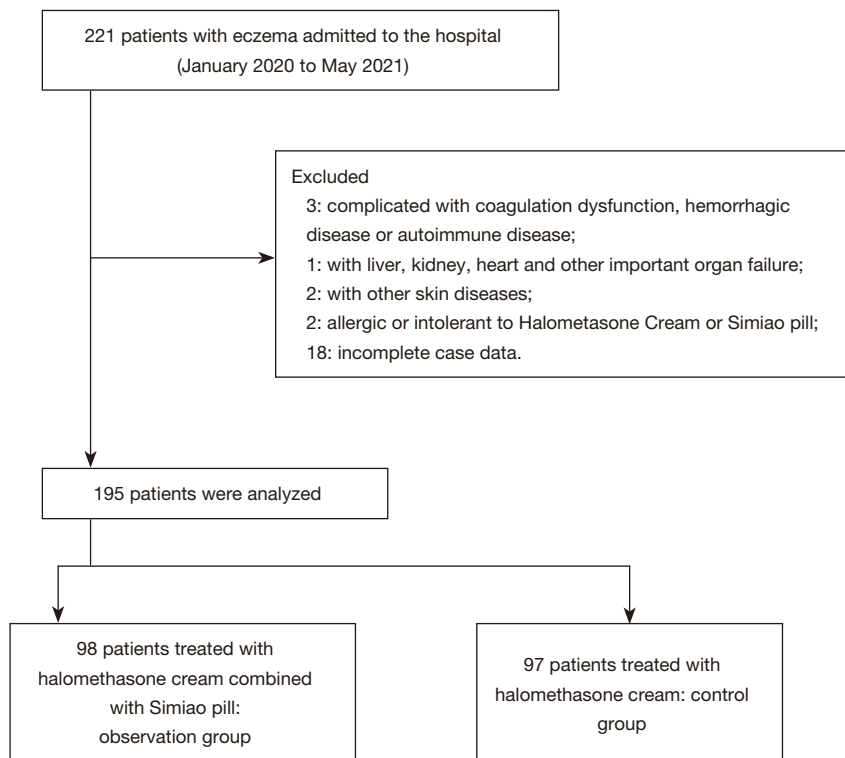 221 patients with eczema admitted to the hospital
(January 2020 to May 2021)
Excluded
3: complicated with coagulation dysfunction, hemorrhagic
disease or autoimmune disease;
1: with liver, kidney, heart and other important organ failure;
2: with other skin diseases;
2: allergic or intolerant to Halometasone Cream or Simiao pill;
18: incomplete case data.
195 patients were analyzed
98 patients treated with
halomethasone cream combined
with Simiao pill:
observation group
97 patients treated with
halomethasone cream: control
group